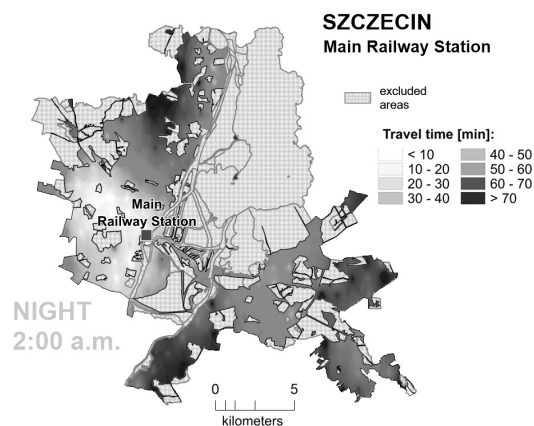 SZCZECIN
Main Railway Station
excluded
areas
Travel time [min]:
< 10
10 - 20
20 - 30
30 - 40
40 - 50
50 - 60
60 - 70
> 70
Main
Railway Station
NIGHT
2:00 a.m.
0 5
kilometers